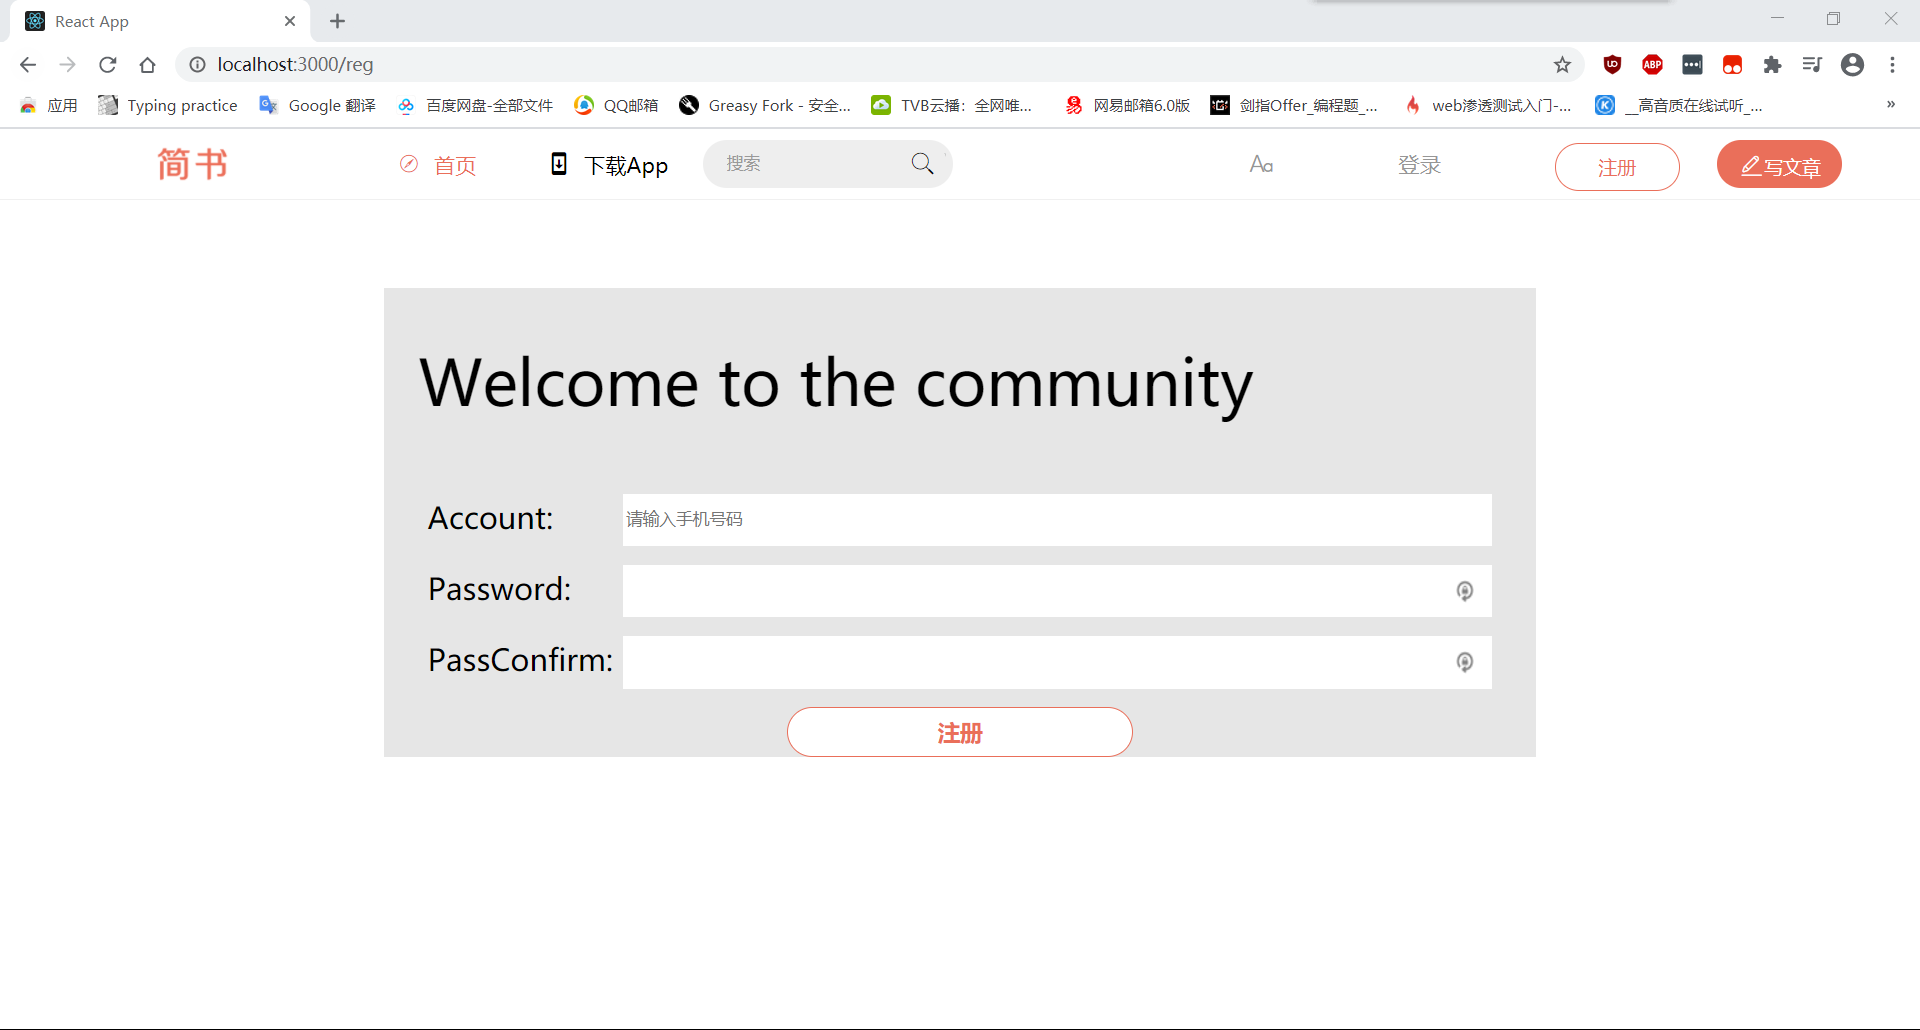 React App
localhost:3000/reg
应用 Typing practice Google 翻译 百度网盘-全部文件 QQ邮箱 Greasy Fork - 安全... TVB云播：全网唯... 网易邮箱6.0版 剑指Offer_编程题_... web渗透测试入门-... __高音质在线试听_... »
简书 首页 下载App 搜索 Aa 登录 注册 写文章
Welcome to the community
Account: 请输入手机号码
Password:
PassConfirm:
注册